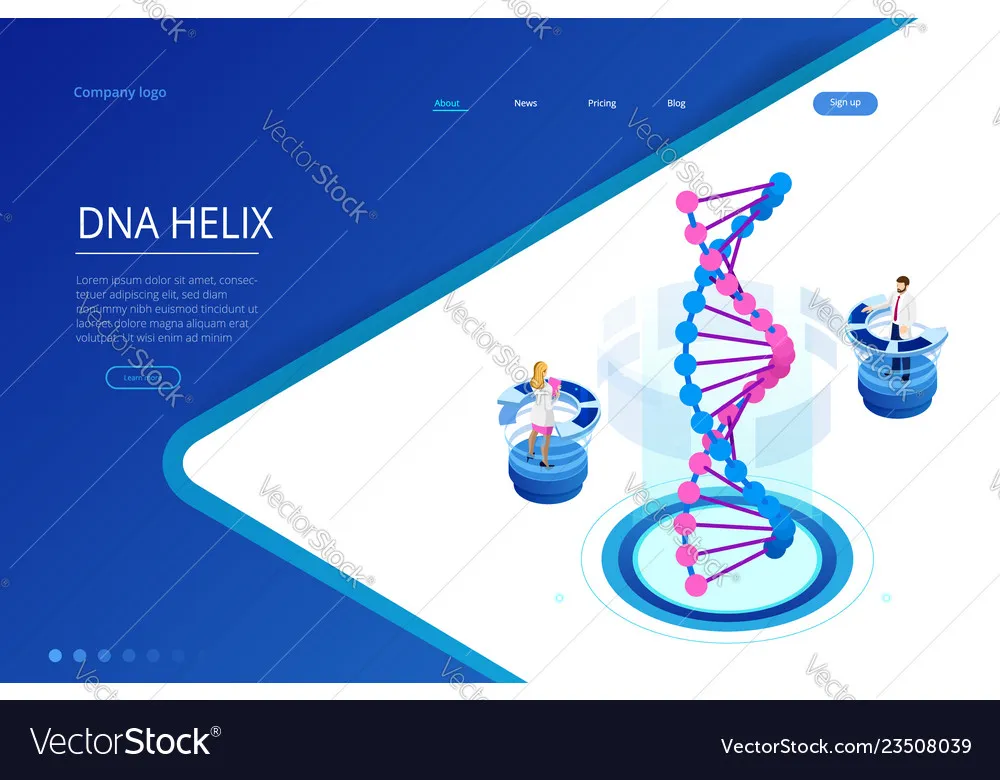 Company logo
About News Pricing Blog Sign up
DNA HELIX
Lorem ipsum dolor sit amet, consec-
tetuer adipiscing elit, sed diam
nonummy nibh euismod tincidunt ut
laoreet dolore magna aliquam erat
volutpat. Ut wisi enim ad minim
Learn more
VectorStock®
VectorStock.com/23508039